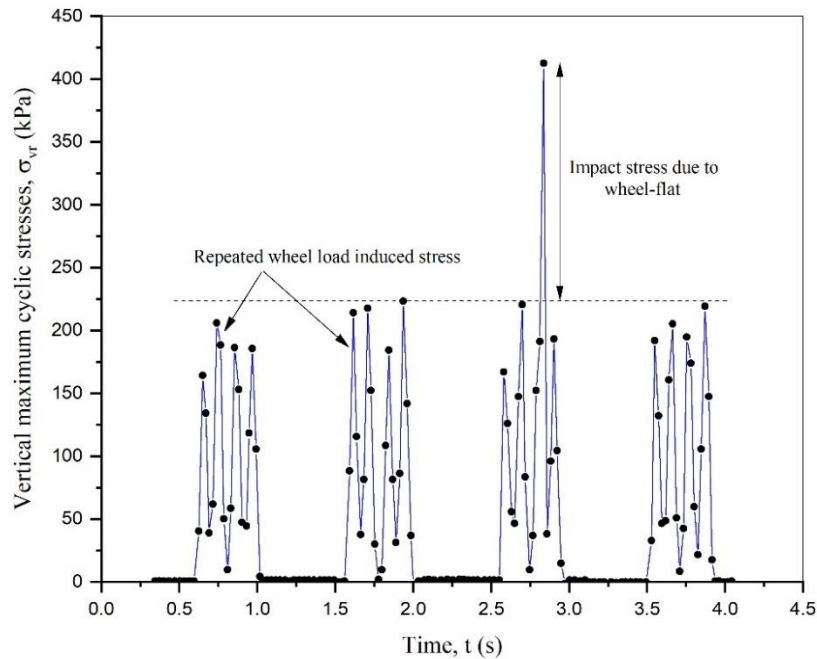 450
400
350
300
250
200
150
100
50
0
Vertical maximum cyclic stresses, σvr (kPa)
Impact stress due to
wheel-flat
Repeated wheel load induced stress
0.0 0.5 1.0 1.5 2.0 2.5 3.0 3.5 4.0 4.5
Time, t (s)